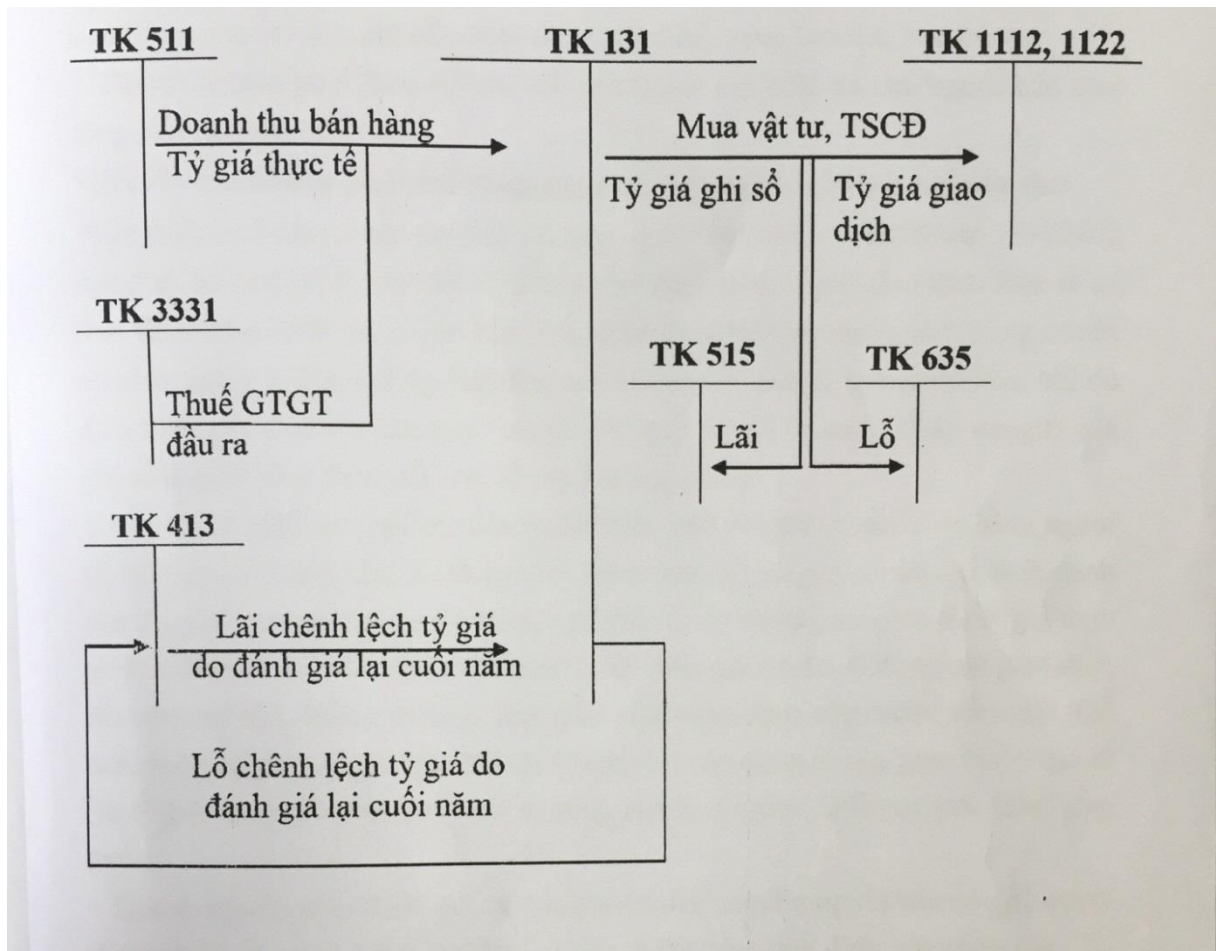 TK 511
TK 131
TK 1112, 1122
Doanh thu bán hàng
Tỷ giá thực tế
Mua vật tư, TSCĐ
Tỷ giá ghi sổ
Tỷ giá giao
dịch
TK 3331
Thuế GTGT
đầu ra
TK 515
TK 635
Lãi
Lỗ
TK 413
Lãi chênh lệch tỷ giá
do đánh giá lại cuối năm
Lỗ chênh lệch tỷ giá do
đánh giá lại cuối năm